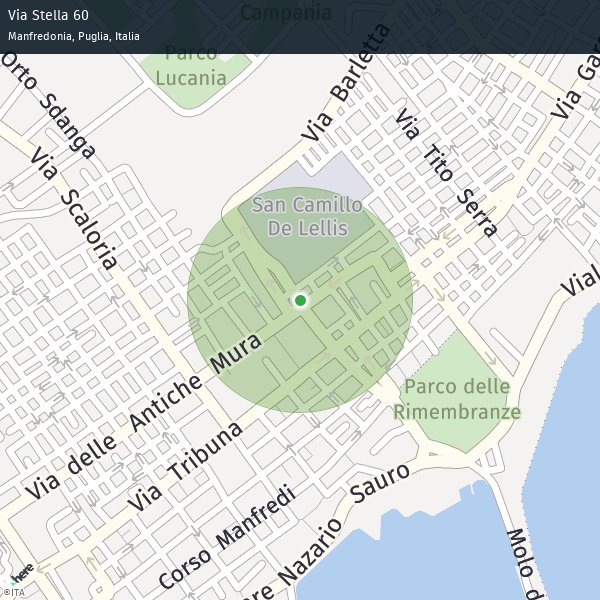 Via Stella 60
Manfredonia, Puglia, Italia
Campania
Parco
Lucania
Orto Sdanga
Via Barletta
Via Gar
Via Tito Serra
Via Scaloria
San Camillo
De Lellis
Vial
Via delle Antiche Mura
Parco delle
Rimembranze
Via Tribuna
Corso Manfredi
re Nazario Sauro
Molo d
here
©ITA